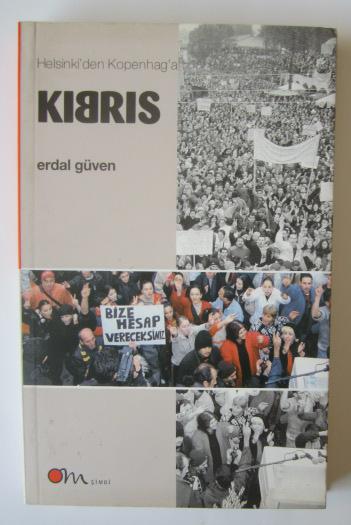 Helsinki'den Kopenhag'a
KIBRIS
erdal güven
BİZE
HESAP
VERECEKSİNİZ
Om
ŞİMDİ